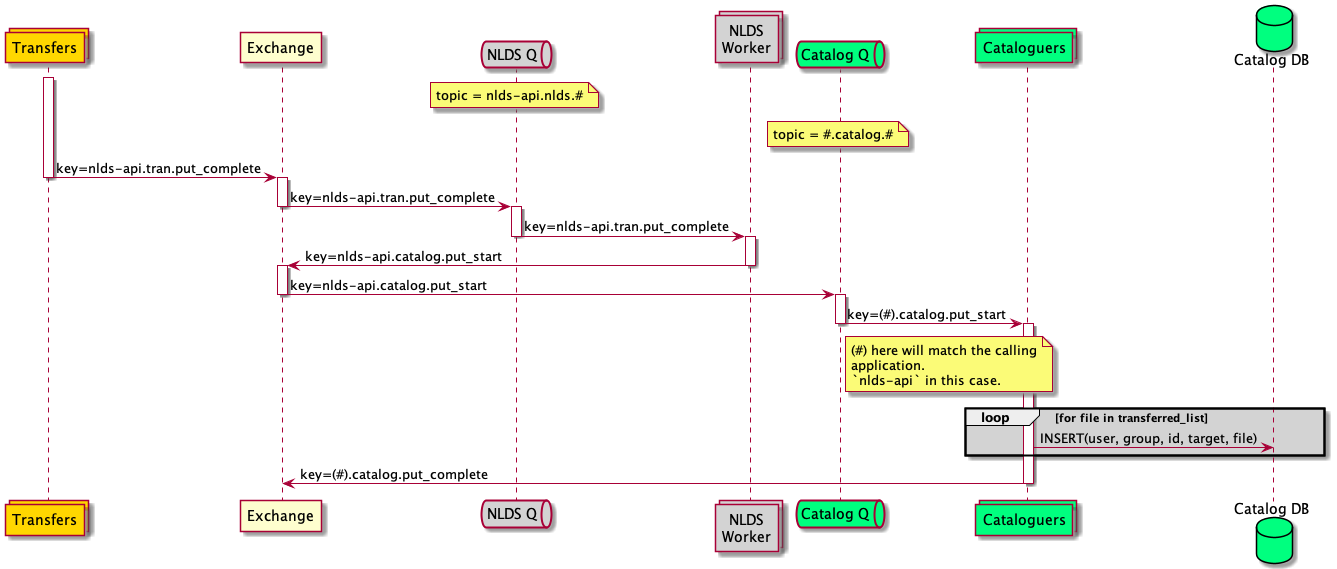 Transfers
Exchange
NLDS Q
NLDS
Worker
Catalog Q
Cataloguers
Catalog DB
topic = nlds-api.nlds.#
topic = #.catalog.#
key=nlds-api.tran.put_complete
key=nlds-api.tran.put_complete
key=nlds-api.tran.put_complete
key=nlds-api.catalog.put_start
key=nlds-api.catalog.put_start
key=(#).catalog.put_start
(#) here will match the calling
application.
`nlds-api` in this case.
loop [for file in transferred_list]
INSERT(user, group, id, target, file)
key=(#).catalog.put_complete
Transfers
Exchange
NLDS Q
NLDS
Worker
Catalog Q
Cataloguers
Catalog DB